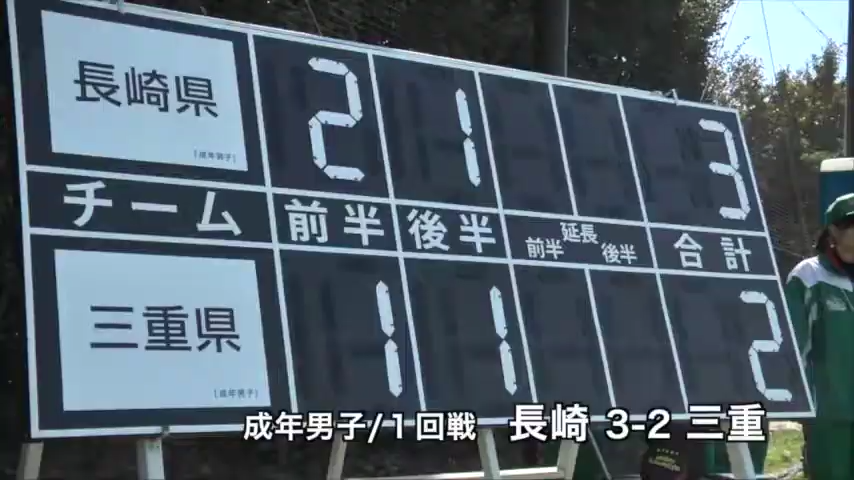 長崎県 2 1 3
[成年男子]
チーム 前半 後半 延長 前半 後半 合計
三重県 1 1 2
[成年男子]
成年男子/1回戦 長崎 3-2 三重